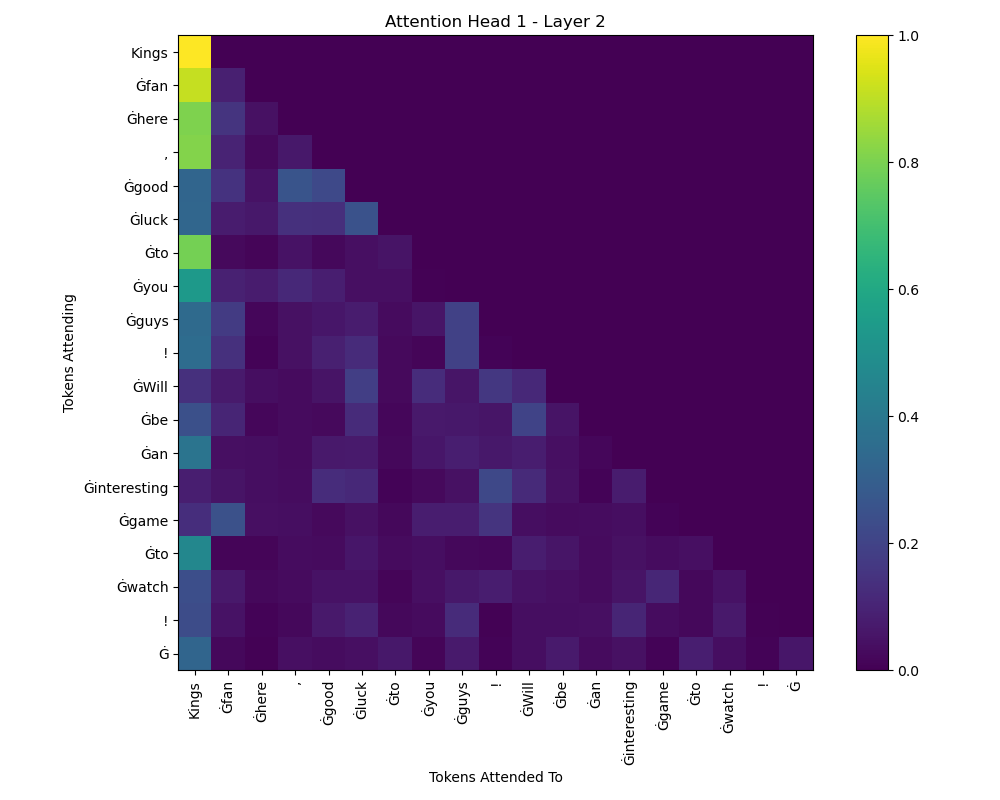 Attention Head 1 - Layer 2
Tokens Attending
Kings
Ġfan
Ġhere
,
Ġgood
Ġluck
Ġto
Ġyou
Ġguys
!
ĠWill
Ġbe
Ġan
Ġinteresting
Ġgame
Ġto
Ġwatch
!
Ġ
Kings
Ġfan
Ġhere
,
Ġgood
Ġluck
Ġto
Ġyou
Ġguys
!
ĠWill
Ġbe
Ġan
Ġinteresting
Ġgame
Ġto
Ġwatch
!
Ġ
Tokens Attended To
1.0
0.8
0.6
0.4
0.2
0.0